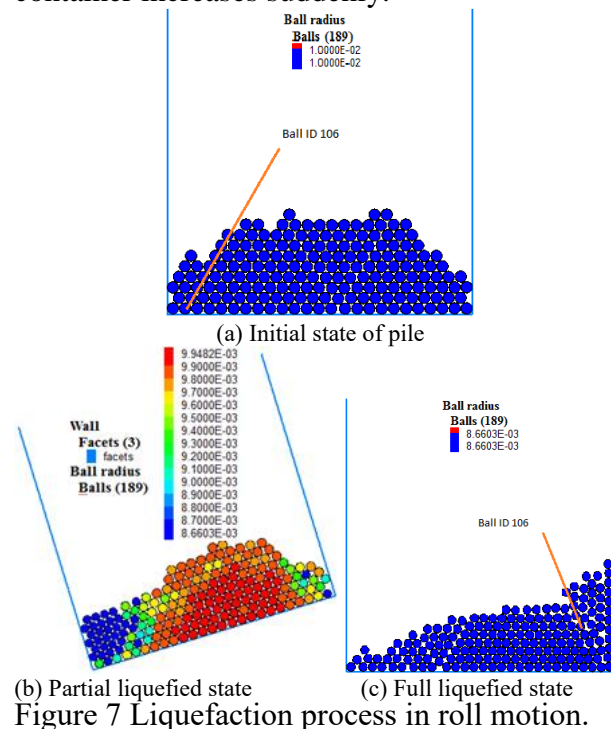 container increases suddenly.
Ball radius
Balls (189)
1.0000E-02
1.0000E-02
Ball ID 106
(a) Initial state of pile
Wall
Facets (3)
facets
Ball radius
Balls (189)
9.9482E-03
9.9000E-03
9.8000E-03
9.7000E-03
9.6000E-03
9.5000E-03
9.4000E-03
9.3000E-03
9.2000E-03
9.1000E-03
9.0000E-03
8.9000E-03
8.8000E-03
8.7000E-03
8.6603E-03
Ball radius
Balls (189)
8.6603E-03
8.6603E-03
Ball ID 106
(b) Partial liquefied state
(c) Full liquefied state
Figure 7 Liquefaction process in roll motion.